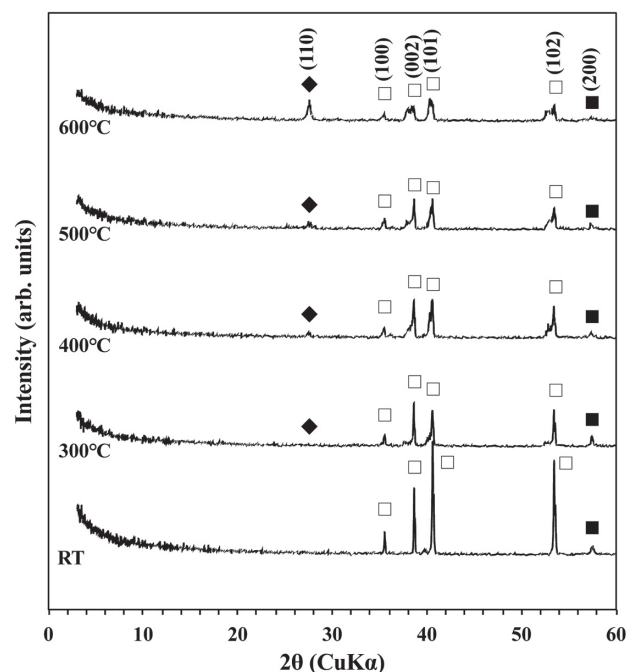 (110) (100) (002) (101) (102) (200)
600°C
500°C
400°C
300°C
RT
Intensity (arb. units)
0 10 20 30 40 50 60
2θ (CuKα)